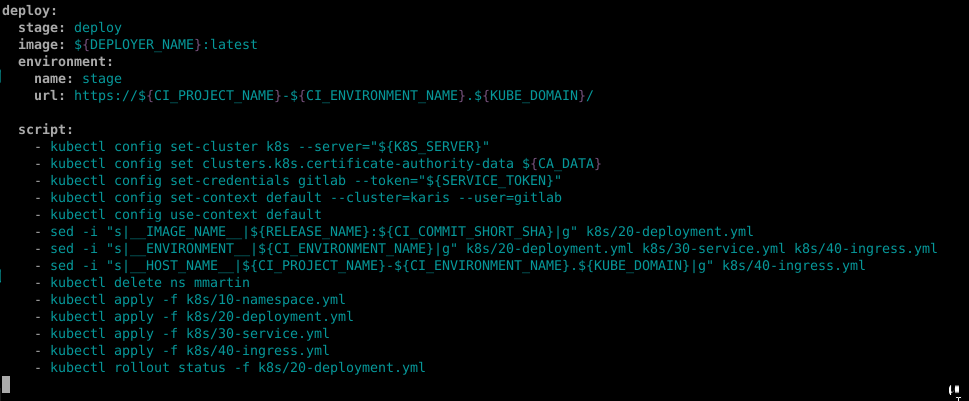 deploy:
  stage: deploy
  image: ${DEPLOYER_NAME}:latest
  environment:
    name: stage
    url: https://${CI_PROJECT_NAME}-${CI_ENVIRONMENT_NAME}.${KUBE_DOMAIN}/

  script:
    - kubectl config set-cluster k8s --server="${K8S_SERVER}"
    - kubectl config set clusters.k8s.certificate-authority-data ${CA_DATA}
    - kubectl config set-credentials gitlab --token="${SERVICE_TOKEN}"
    - kubectl config set-context default --cluster=karis --user=gitlab
    - kubectl config use-context default
    - sed -i "s|__IMAGE_NAME__|${RELEASE_NAME}:${CI_COMMIT_SHORT_SHA}|g" k8s/20-deployment.yml
    - sed -i "s|__ENVIRONMENT__|${CI_ENVIRONMENT_NAME}|g" k8s/20-deployment.yml k8s/30-service.yml k8s/40-ingress.yml
    - sed -i "s|__HOST_NAME__|${CI_PROJECT_NAME}-${CI_ENVIRONMENT_NAME}.${KUBE_DOMAIN}|g" k8s/40-ingress.yml
    - kubectl delete ns mmartin
    - kubectl apply -f k8s/10-namespace.yml
    - kubectl apply -f k8s/20-deployment.yml
    - kubectl apply -f k8s/30-service.yml
    - kubectl apply -f k8s/40-ingress.yml
    - kubectl rollout status -f k8s/20-deployment.yml